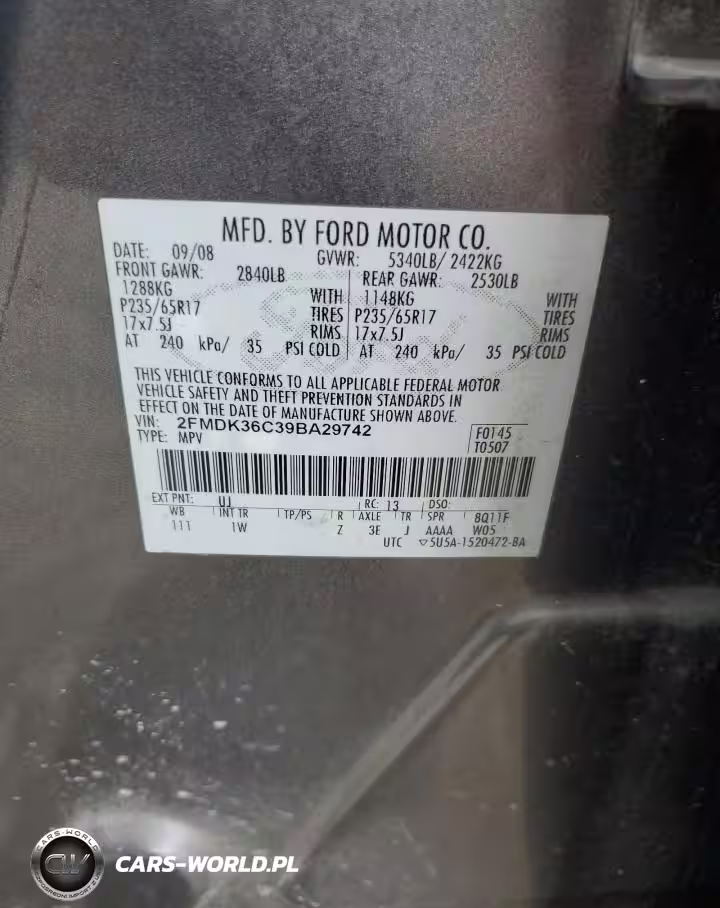 MFD. BY FORD MOTOR CO.
DATE: 09/08 GVWR: 5340LB/ 2422KG
FRONT GAWR: 2840LB REAR GAWR: 2530LB
1288KG WITH 1148KG WITH
P235/65R17 TIRES P235/65R17 TIRES
17x7.5J RIMS 17x7.5J RIMS
AT 240 kPa/ 35 PSI COLD AT 240 kPa/ 35 PSI COLD
THIS VEHICLE CONFORMS TO ALL APPLICABLE FEDERAL MOTOR
VEHICLE SAFETY AND THEFT PREVENTION STANDARDS IN
EFFECT ON THE DATE OF MANUFACTURE SHOWN ABOVE.
VIN: 2FMDK36C39BA29742 F0145
TYPE: MPV T0507
EXT PNT: UJ RC: 13 DSO:
WB INT TR TP/PS R AXLE TR SPR 8Q11F
111 1W Z 3E J AAAA W05
UTC ▽5U5A-1520472-BA
CARS-WORLD
CW
CARS-WORLD.PL